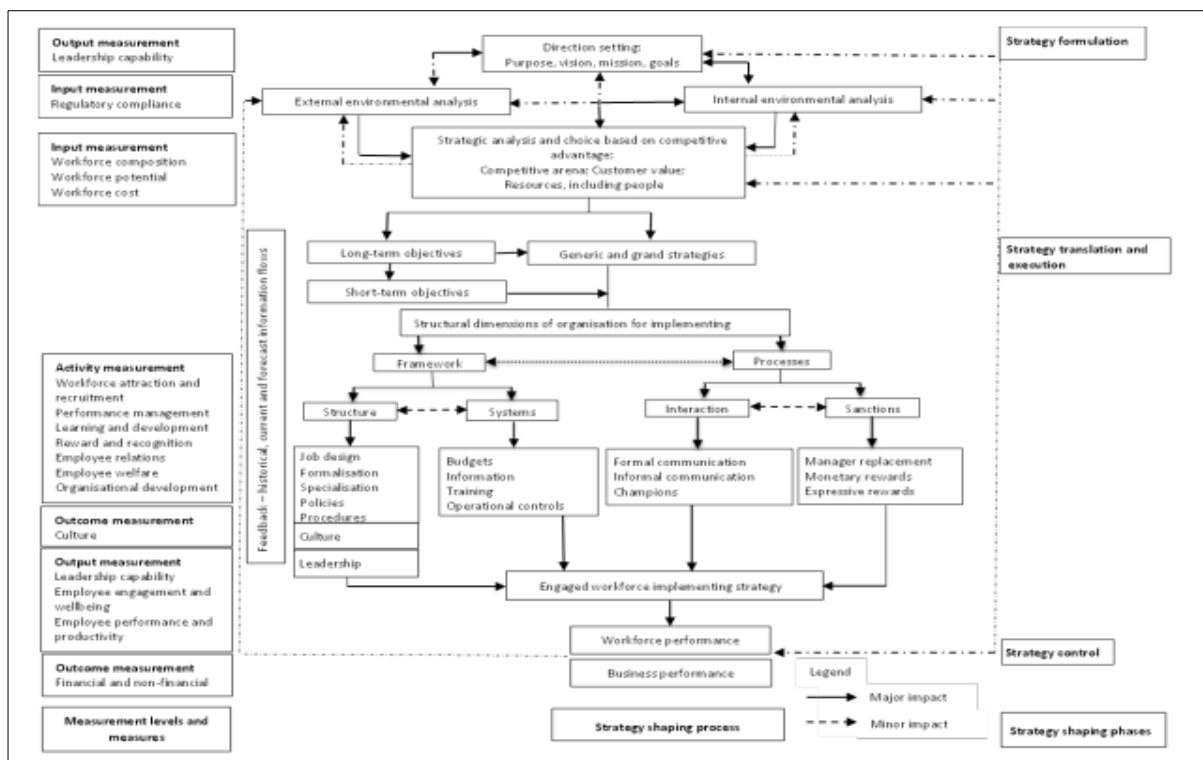 Output measurement
Leadership capability
Input measurement
Regulatory compliance
Input measurement
Workforce composition
Workforce potential
Workforce cost
Activity measurement
Workforce attraction and
recruitment
Performance management
Learning and development
Reward and recognition
Employee relations
Employee welfare
Organisational development
Outcome measurement
Culture
Output measurement
Leadership capability
Employee engagement and
wellbeing
Employee performance and
productivity
Outcome measurement
Financial and non-financial
Measurement levels and
measures
Feedback – historical, current and forecast information flows
Direction setting:
Purpose, vision, mission, goals
External environmental analysis
Internal environmental analysis
Strategic analysis and choice based on competitive
advantage:
Competitive arena; Customer value;
Resources, including people
Long-term objectives
Generic and grand strategies
Short-term objectives
Structural dimensions of organisation for implementing
Framework
Processes
Structure
Systems
Interaction
Sanctions
Job design
Formalisation
Specialisation
Policies
Procedures
Culture
Leadership
Budgets
Information
Training
Operational controls
Formal communication
Informal communication
Champions
Manager replacement
Monetary rewards
Expressive rewards
Engaged workforce implementing strategy
Workforce performance
Business performance
Legend
Major impact
Minor impact
Strategy shaping process
Strategy formulation
Strategy translation and
execution
Strategy control
Strategy shaping phases